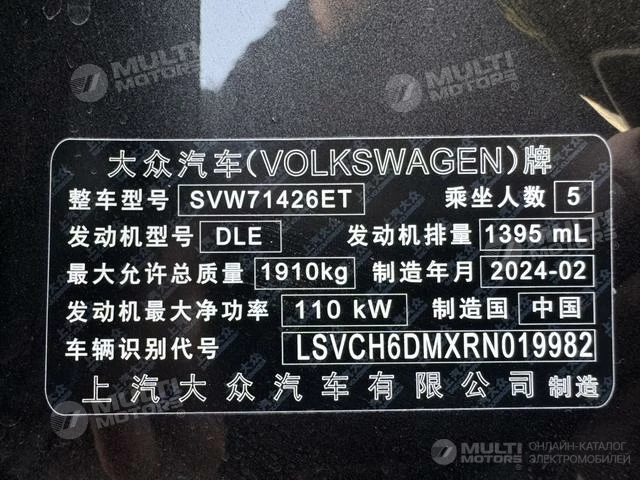 MULTI MOTORS®
MULTI MOTORS®
大众汽车(VOLKSWAGEN)牌
整车型号 SVW71426ET 乘坐人数 5
发动机型号 DLE 发动机排量 1395 mL
最大允许总质量 1910kg 制造年月 2024-02
发动机最大净功率 110 kW 制造国 中国
车辆识别代号 LSVCH6DMXRN019982
上汽大众汽车有限公司 制造
MULTI MOTORS®
MULTI MOTORS®
ОНЛАЙН-КАТАЛОГ
ЭЛЕКТРОМОБИЛЕЙ